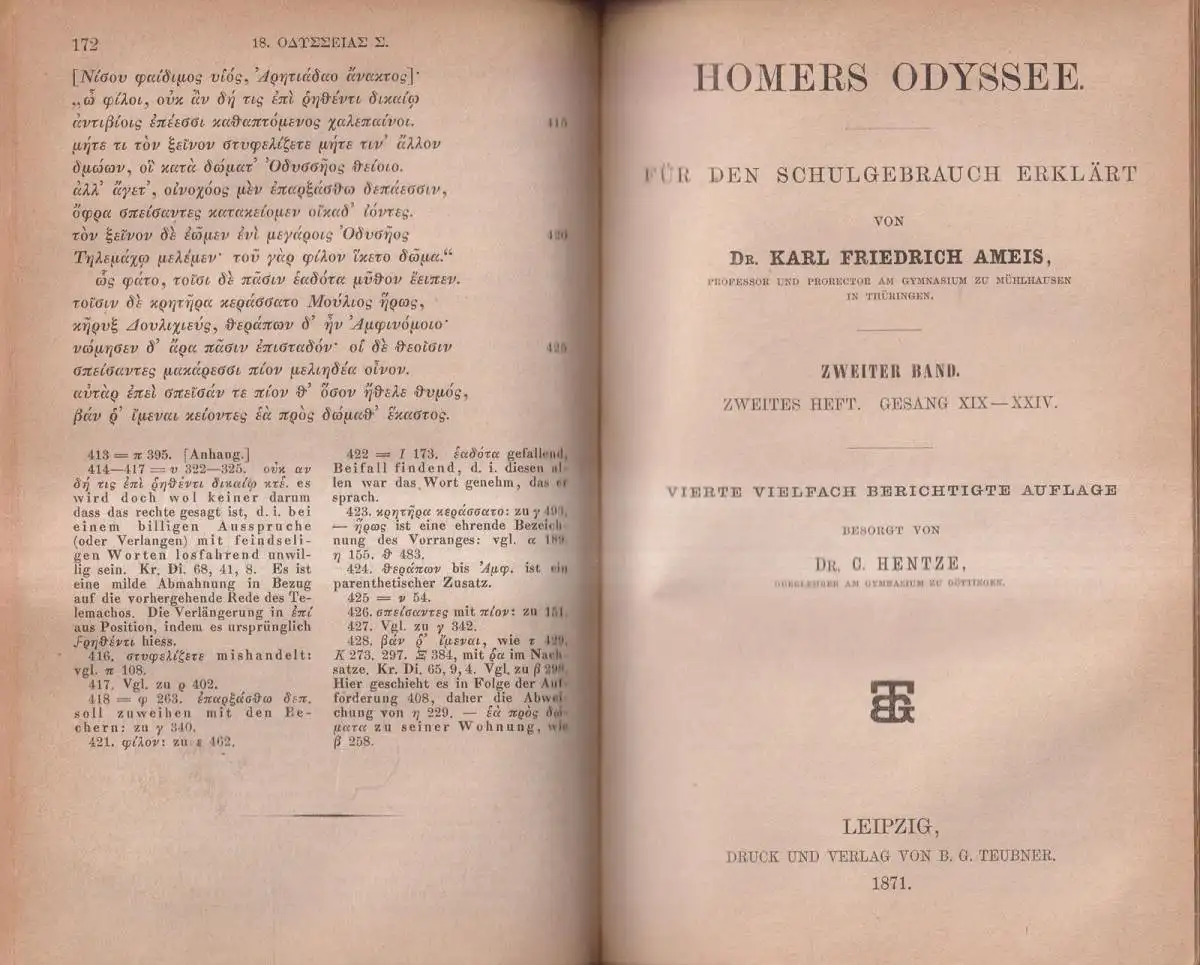 172 18. ΟΔΥΣΣΕΙΑΣ Σ.
[Νίσου φαίδιμος υἱός, Ἀρητιάδαο ἄνακτος]·
„ὦ φίλοι, οὐκ ἂν δή τις ἐπὶ ῥηθέντι δικαίῳ
ἀντιβίοις ἐπέεσσι καθαπτόμενος χαλεπαίνοι. 415
μήτε τι τὸν ξεῖνον στυφελίζετε μήτε τιν' ἄλλον
δμώων, οἳ κατὰ δώματ' Ὀδυσσῆος θείοιο.
ἀλλ' ἄγετ', οἰνοχόος μὲν ἐπαρξάσθω δεπάεσσιν,
ὄφρα σπείσαντες κατακείομεν οἴκαδ' ἰόντες.
τὸν ξεῖνον δὲ ἐῶμεν ἐνὶ μεγάροις Ὀδυσῆος 420
Τηλεμάχῳ μελέμεν· τοῦ γὰρ φίλον ἵκετο δῶμα.“
ὣς φάτο, τοῖσι δὲ πᾶσιν ἑαδότα μῦθον ἔειπεν.
τοῖσιν δὲ κρητῆρα κεράσσατο Μούλιος ἥρως,
κῆρυξ Δουλιχιεύς, θεράπων δ' ἦν Ἀμφινόμοιο·
νώμησεν δ' ἄρα πᾶσιν ἐπισταδόν· οἱ δὲ θεοῖσιν 425
σπείσαντες μακάρεσσι πίον μελιηδέα οἶνον.
αὐτὰρ ἐπεὶ σπεῖσάν τε πίον θ' ὅσον ἤθελε θυμός,
βάν ῥ' ἴμεναι κείοντες ἑὰ πρὸς δώμαθ' ἕκαστος.
413 = π 395. [Anhang.]
414—417 = υ 322—325. οὐκ αν
δή τις ἐπὶ ῥηθέντι δικαίῳ κτέ. es
wird doch wol keiner darum
dass das rechte gesagt ist, d. i. bei
einem billigen Ausspruche
(oder Verlangen) mit feindseli-
gen Worten losfahrend unwil-
lig sein. Kr. Di. 68, 41, 8. Es ist
eine milde Abmahnung in Bezug
auf die vorhergehende Rede des Te-
lemachos. Die Verlängerung in ἐπί
aus Position, indem es ursprünglich
ϝρηθέντι hiess.
416. στυφελίζετε mishandelt:
vgl. π 108.
417. Vgl. zu ρ 402.
418 = φ 263. ἐπαρξάσθω δεπ.
soll zuweihen mit den Be-
chern: zu γ 340.
421. φίλον: zu ε 462.
422 = Ι 173. ἑαδότα gefallend,
Beifall findend, d. i. diesen al-
len war das Wort genehm, das er
sprach.
423. κρητῆρα κεράσσατο: zu γ
— ἥρως ist eine ehrende Bezeich-
nung des Vorranges: vgl. α 189.
η 155. θ 483.
424. θεράπων bis Ἀμφ. ist ein
parenthetischer Zusatz.
425 = ν 54.
426. σπείσαντες mit πίον: zu 151.
427. Vgl. zu γ 342.
428. βάν ῥ' ἴμεναι, wie τ 429.
Κ 273. 297. Ξ 384, mit ῥα im Nach-
satze. Kr. Di. 65, 9, 4. Vgl. zu β
Hier geschieht es in Folge der Auf-
forderung 408, daher die Abwei-
chung von η 229. — ἑὰ πρὸς δώ-
ματα zu seiner Wohnung, wie
β 258.
HOMERS ODYSSEE.
FÜR DEN SCHULGEBRAUCH ERKLÄRT
VON
DR. KARL FRIEDRICH AMEIS,
PROFESSOR UND PRORECTOR AM GYMNASIUM ZU MÜHLHAUSEN
IN THÜRINGEN.
ZWEITER BAND.
ZWEITES HEFT. GESANG XIX—XXIV.
VIERTE VIELFACH BERICHTIGTE AUFLAGE
BESORGT VON
DR. C. HENTZE,
OBERLEHRER AM GYMNASIUM ZU GÖTTINGEN.
BGT
LEIPZIG,
DRUCK UND VERLAG VON B. G. TEUBNER.
1871.